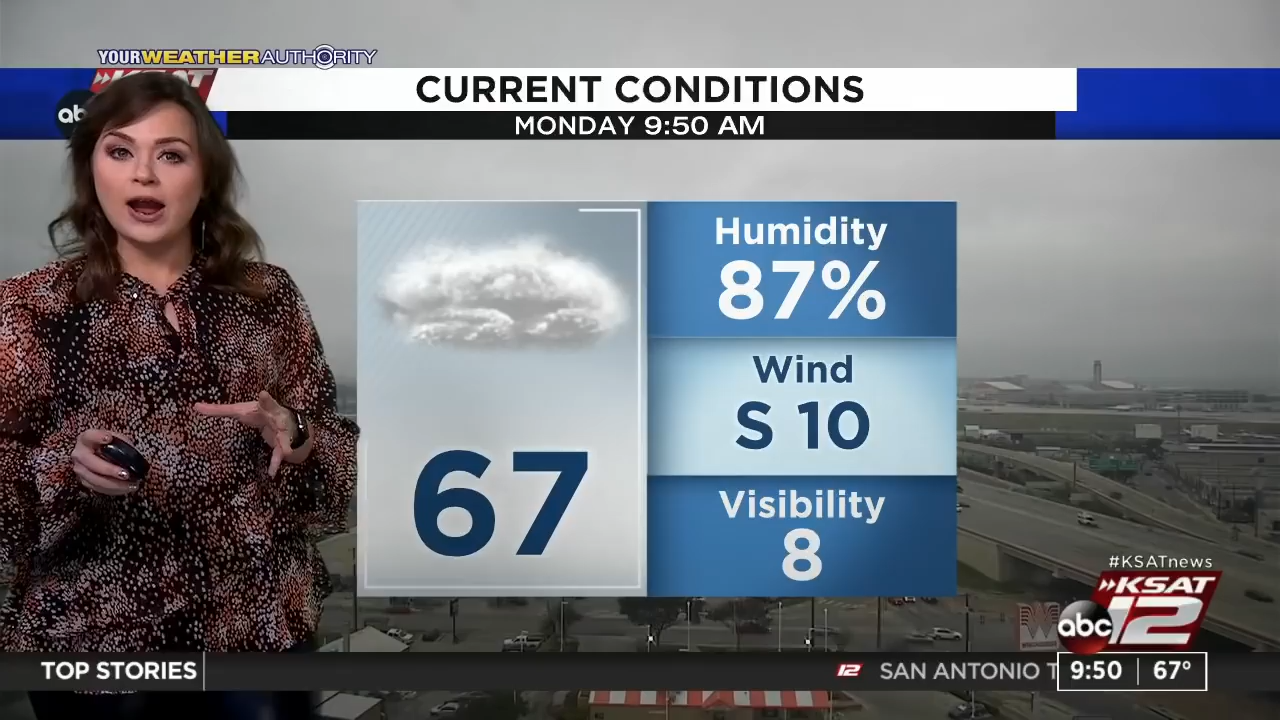 YOUR WEATHER AUTHORITY
KSAT
abc
CURRENT CONDITIONS
MONDAY 9:50 AM
Humidity
87%
67
Wind
S 10
Visibility
8
#KSATnews
KSAT
abc 12
TOP STORIES
12 SAN ANTONIO T
9:50 67°